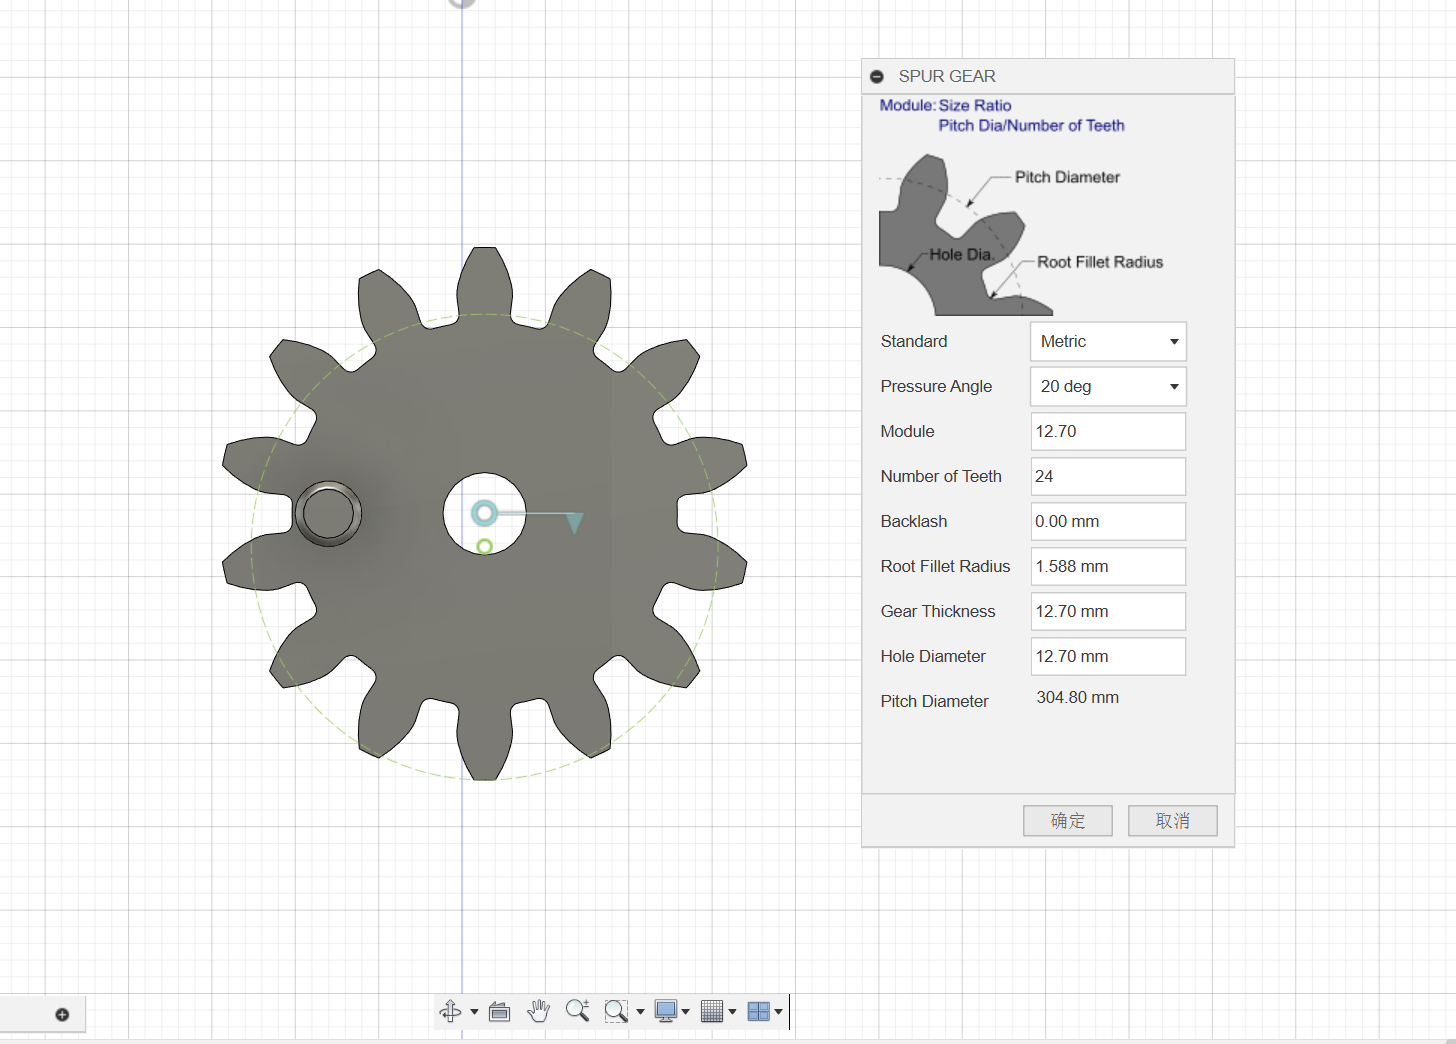 SPUR GEAR
Module: Size Ratio
Pitch Dia/Number of Teeth
Pitch Diameter
Hole Dia.
Root Fillet Radius
Standard Metric
Pressure Angle 20 deg
Module 12.70
Number of Teeth 24
Backlash 0.00 mm
Root Fillet Radius 1.588 mm
Gear Thickness 12.70 mm
Hole Diameter 12.70 mm
Pitch Diameter 304.80 mm
确定 取消